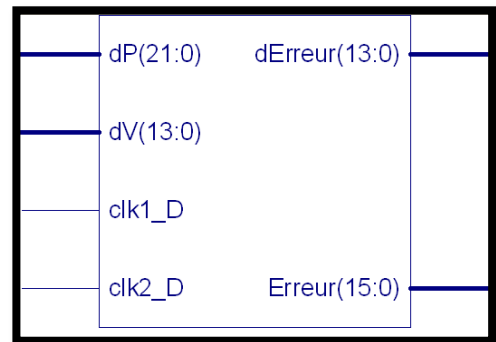 dP(21:0) dErreur(13:0)
dV(13:0)
clk1_D
clk2_D Erreur(15:0)